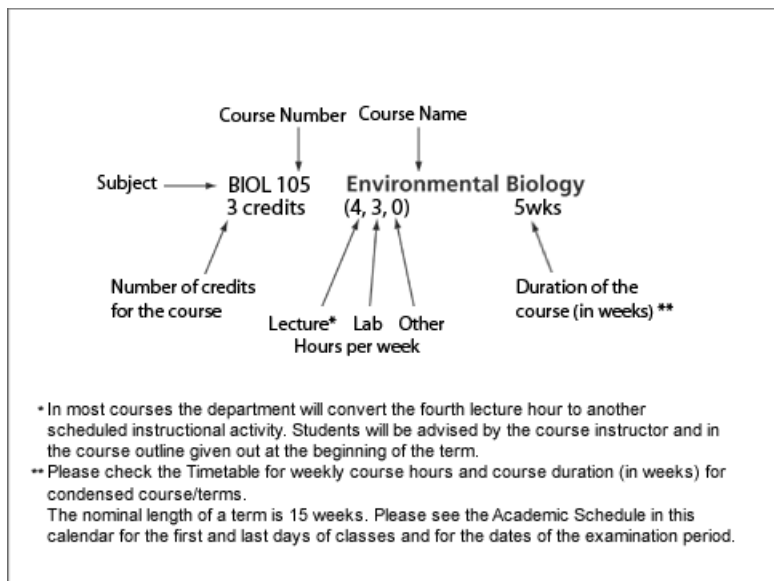 Course Number Course Name
Subject BIOL 105 Environmental Biology
3 credits (4, 3, 0) 5wks
Number of credits
for the course
Lecture* Lab Other
Hours per week
Duration of the
course (in weeks) **
* In most courses the department will convert the fourth lecture hour to another
scheduled instructional activity. Students will be advised by the course instructor and in
the course outline given out at the beginning of the term.
** Please check the Timetable for weekly course hours and course duration (in weeks) for
condensed course/terms.
The nominal length of a term is 15 weeks. Please see the Academic Schedule in this
calendar for the first and last days of classes and for the dates of the examination period.